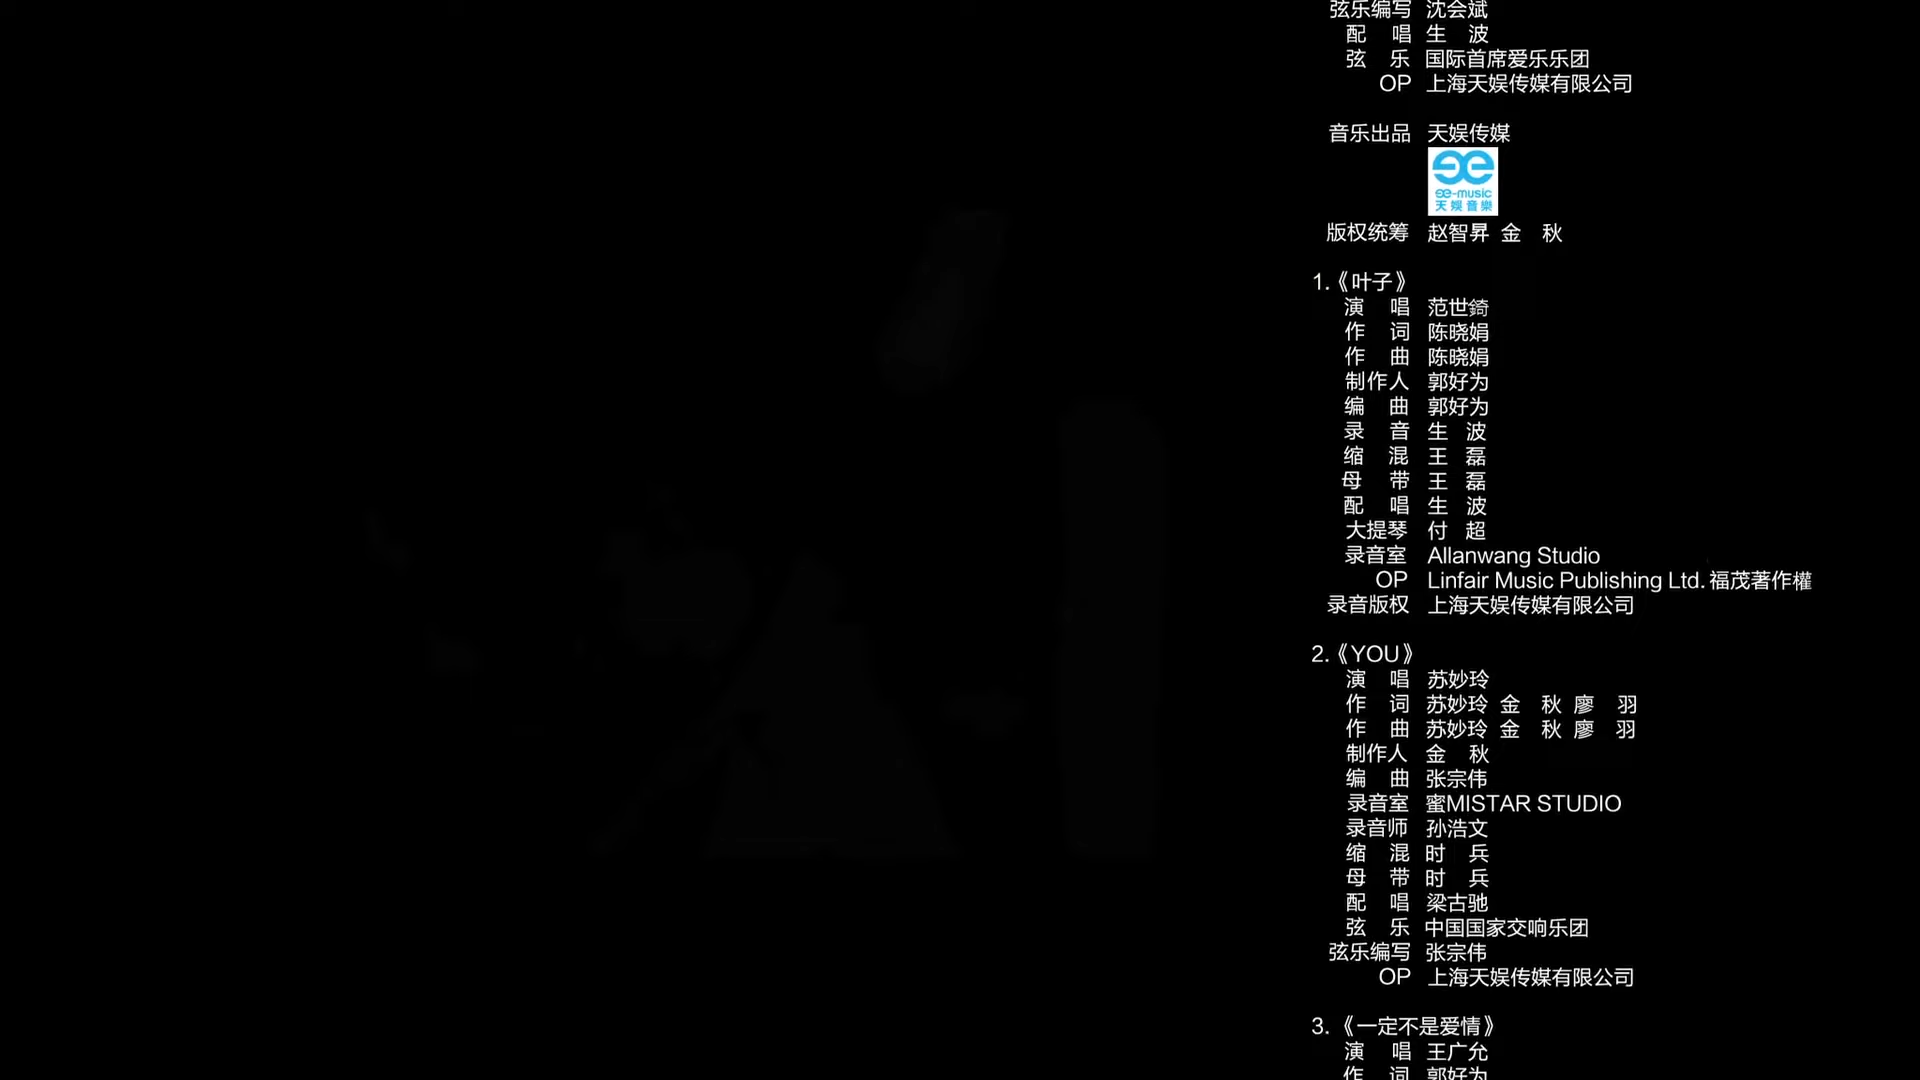 弦乐编写 沈会斌
配 唱 生 波
弦 乐 国际首席爱乐乐团
OP 上海天娱传媒有限公司
音乐出品 天娱传媒
ee-music
天娱音樂
版权统筹 赵智昇 金 秋
1.《叶子》
演 唱 范世錡
作 词 陈晓娟
作 曲 陈晓娟
制作人 郭好为
编 曲 郭好为
录 音 生 波
缩 混 王 磊
母 带 王 磊
配 唱 生 波
大提琴 付 超
录音室 Allanwang Studio
OP Linfair Music Publishing Ltd. 福茂著作權
录音版权 上海天娱传媒有限公司
2.《YOU》
演 唱 苏妙玲
作 词 苏妙玲 金 秋 廖 羽
作 曲 苏妙玲 金 秋 廖 羽
制作人 金 秋
编 曲 张宗伟
录音室 蜜MISTAR STUDIO
录音师 孙浩文
缩 混 时 兵
母 带 时 兵
配 唱 梁古驰
弦 乐 中国国家交响乐团
弦乐编写 张宗伟
OP 上海天娱传媒有限公司
3.《一定不是爱情》
演 唱 王广允
作 词 郭好为